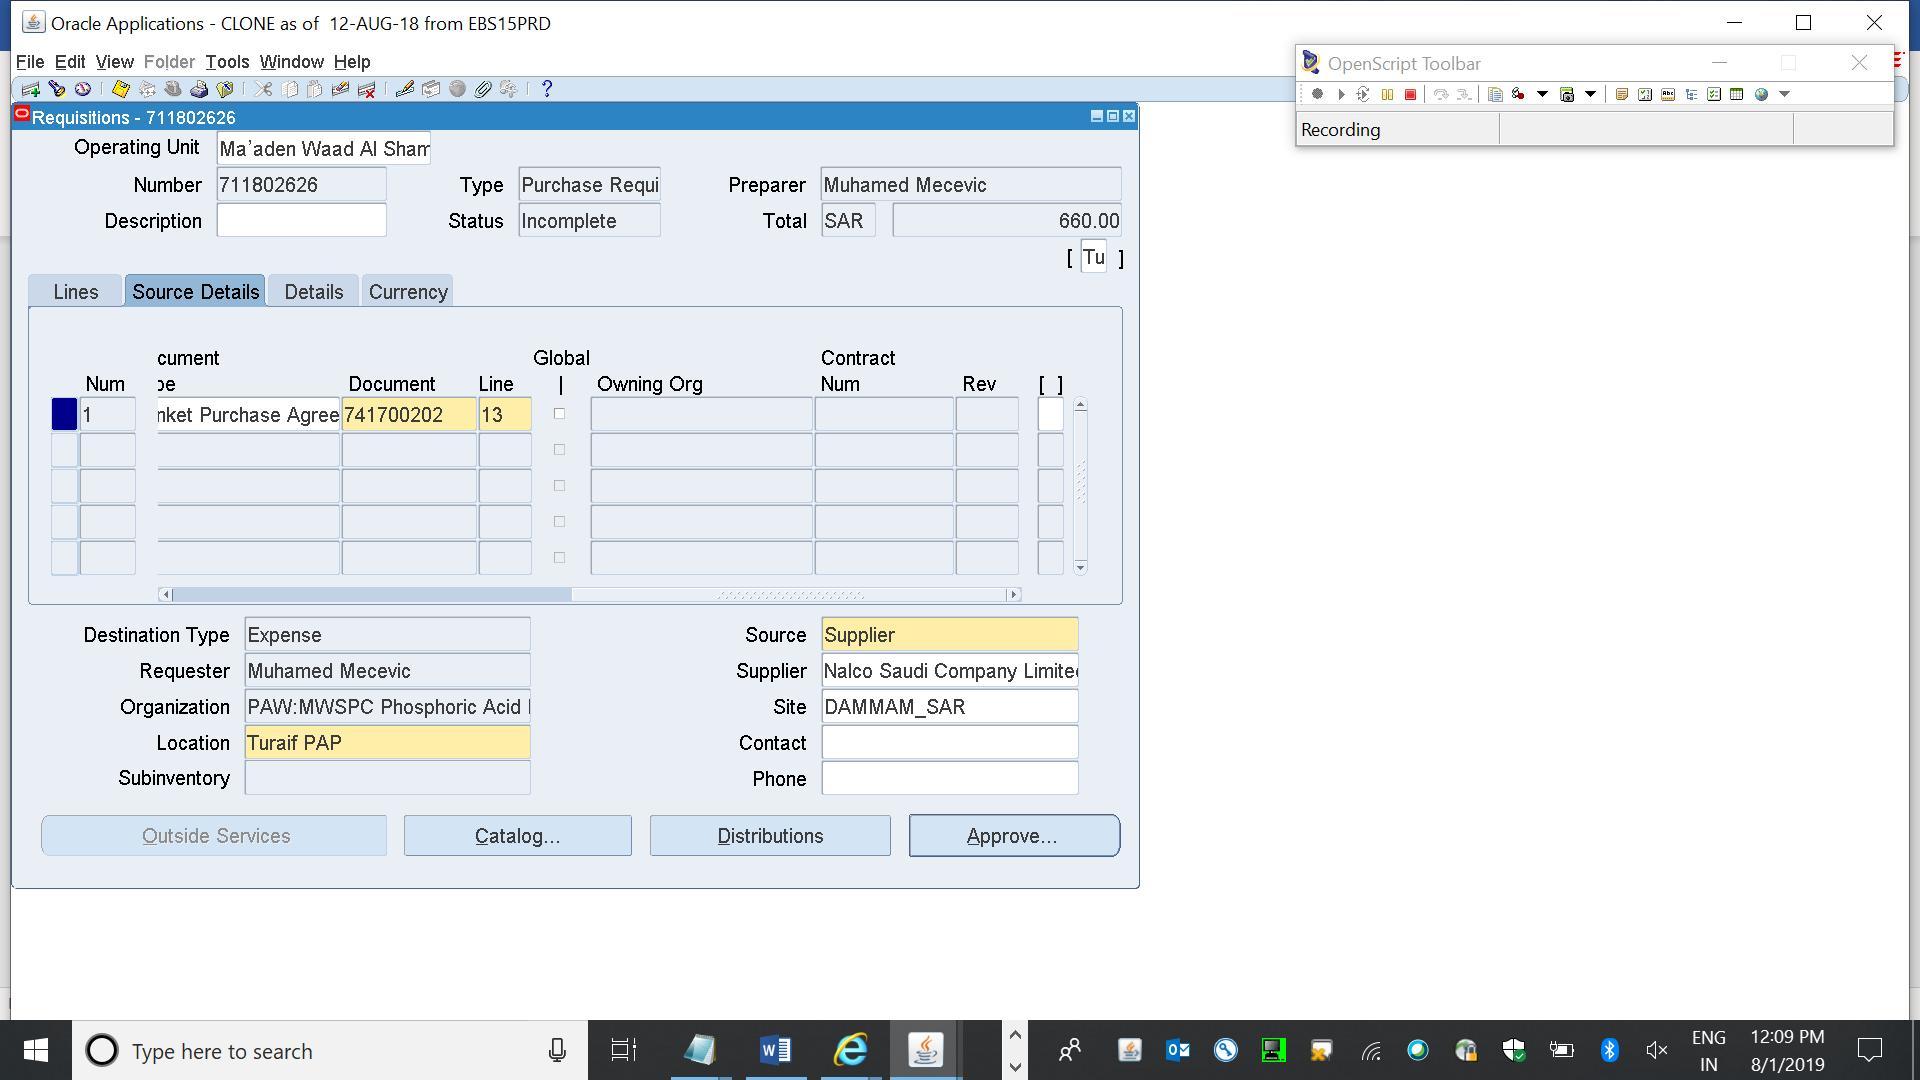 Oracle Applications - CLONE as of 12-AUG-18 from EBS15PRD
File Edit View Folder Tools Window Help
OpenScript Toolbar
Recording
Requisitions - 711802626
Operating Unit Ma'aden Waad Al Sham
Number 711802626 Type Purchase Requi Preparer Muhamed Mecevic
Description Status Incomplete Total SAR 660.00
[ Tu ]
Lines Source Details Details Currency
cument Global Contract
Num pe Document Line | Owning Org Num Rev [ ]
1 nket Purchase Agree 741700202 13
Destination Type Expense Source Supplier
Requester Muhamed Mecevic Supplier Nalco Saudi Company Limite
Organization PAW:MWSPC Phosphoric Acid Site DAMMAM_SAR
Location Turaif PAP Contact
Subinventory Phone
Outside Services Catalog... Distributions Approve...
Type here to search
ENG 12:09 PM
IN 8/1/2019